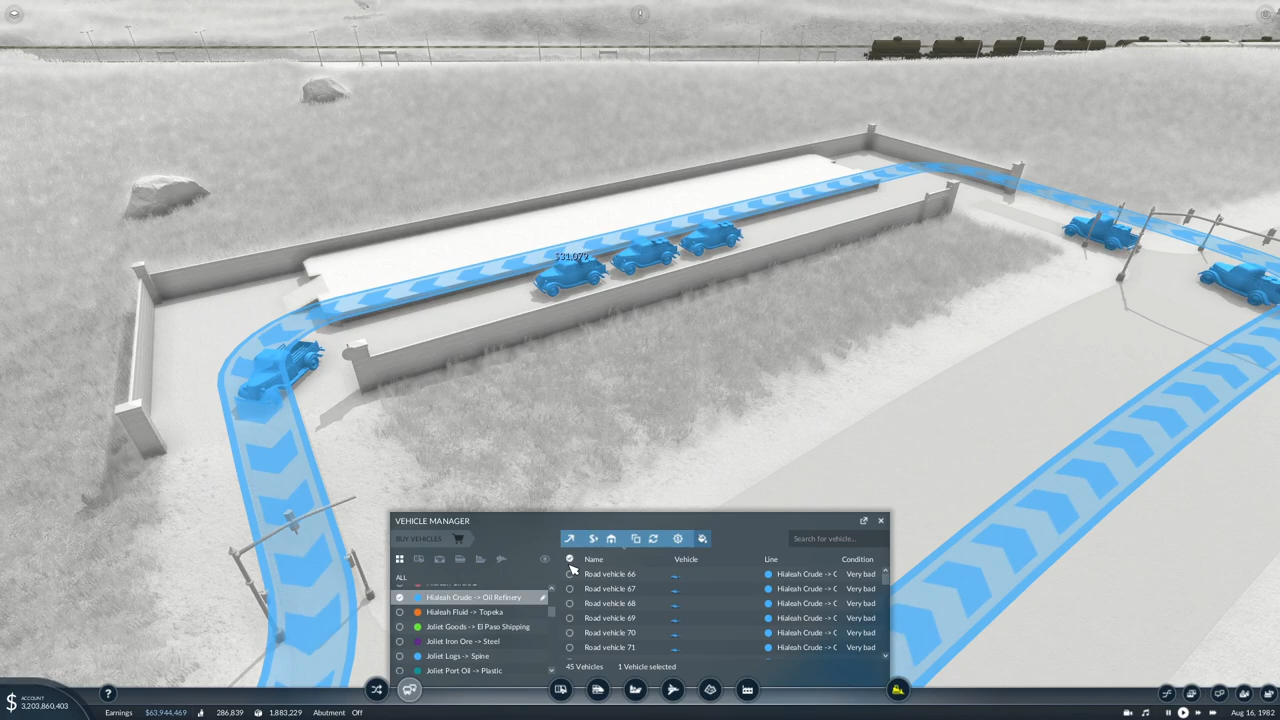 $31,079
VEHICLE MANAGER
BUY VEHICLES
Search for vehicle...
ALL
Hialeah Crude -> Oil Refinery
Hialeah Fluid -> Topeka
Joliet Goods -> El Paso Shipping
Joliet Iron Ore -> Steel
Joliet Logs -> Spine
Joliet Port Oil -> Plastic
Name Vehicle Line Condition
Road vehicle 66 Hialeah Crude -> C Very bad
Road vehicle 67 Hialeah Crude -> C Very bad
Road vehicle 68 Hialeah Crude -> C Very bad
Road vehicle 69 Hialeah Crude -> C Very bad
Road vehicle 70 Hialeah Crude -> C Very bad
Road vehicle 71 Hialeah Crude -> C Very bad
45 Vehicles 1 Vehicle selected
$ ACCOUNT
3,203,860,403
?
Earnings $63,944,469 286,839 1,883,229 Abutment Off
Aug 16, 1982